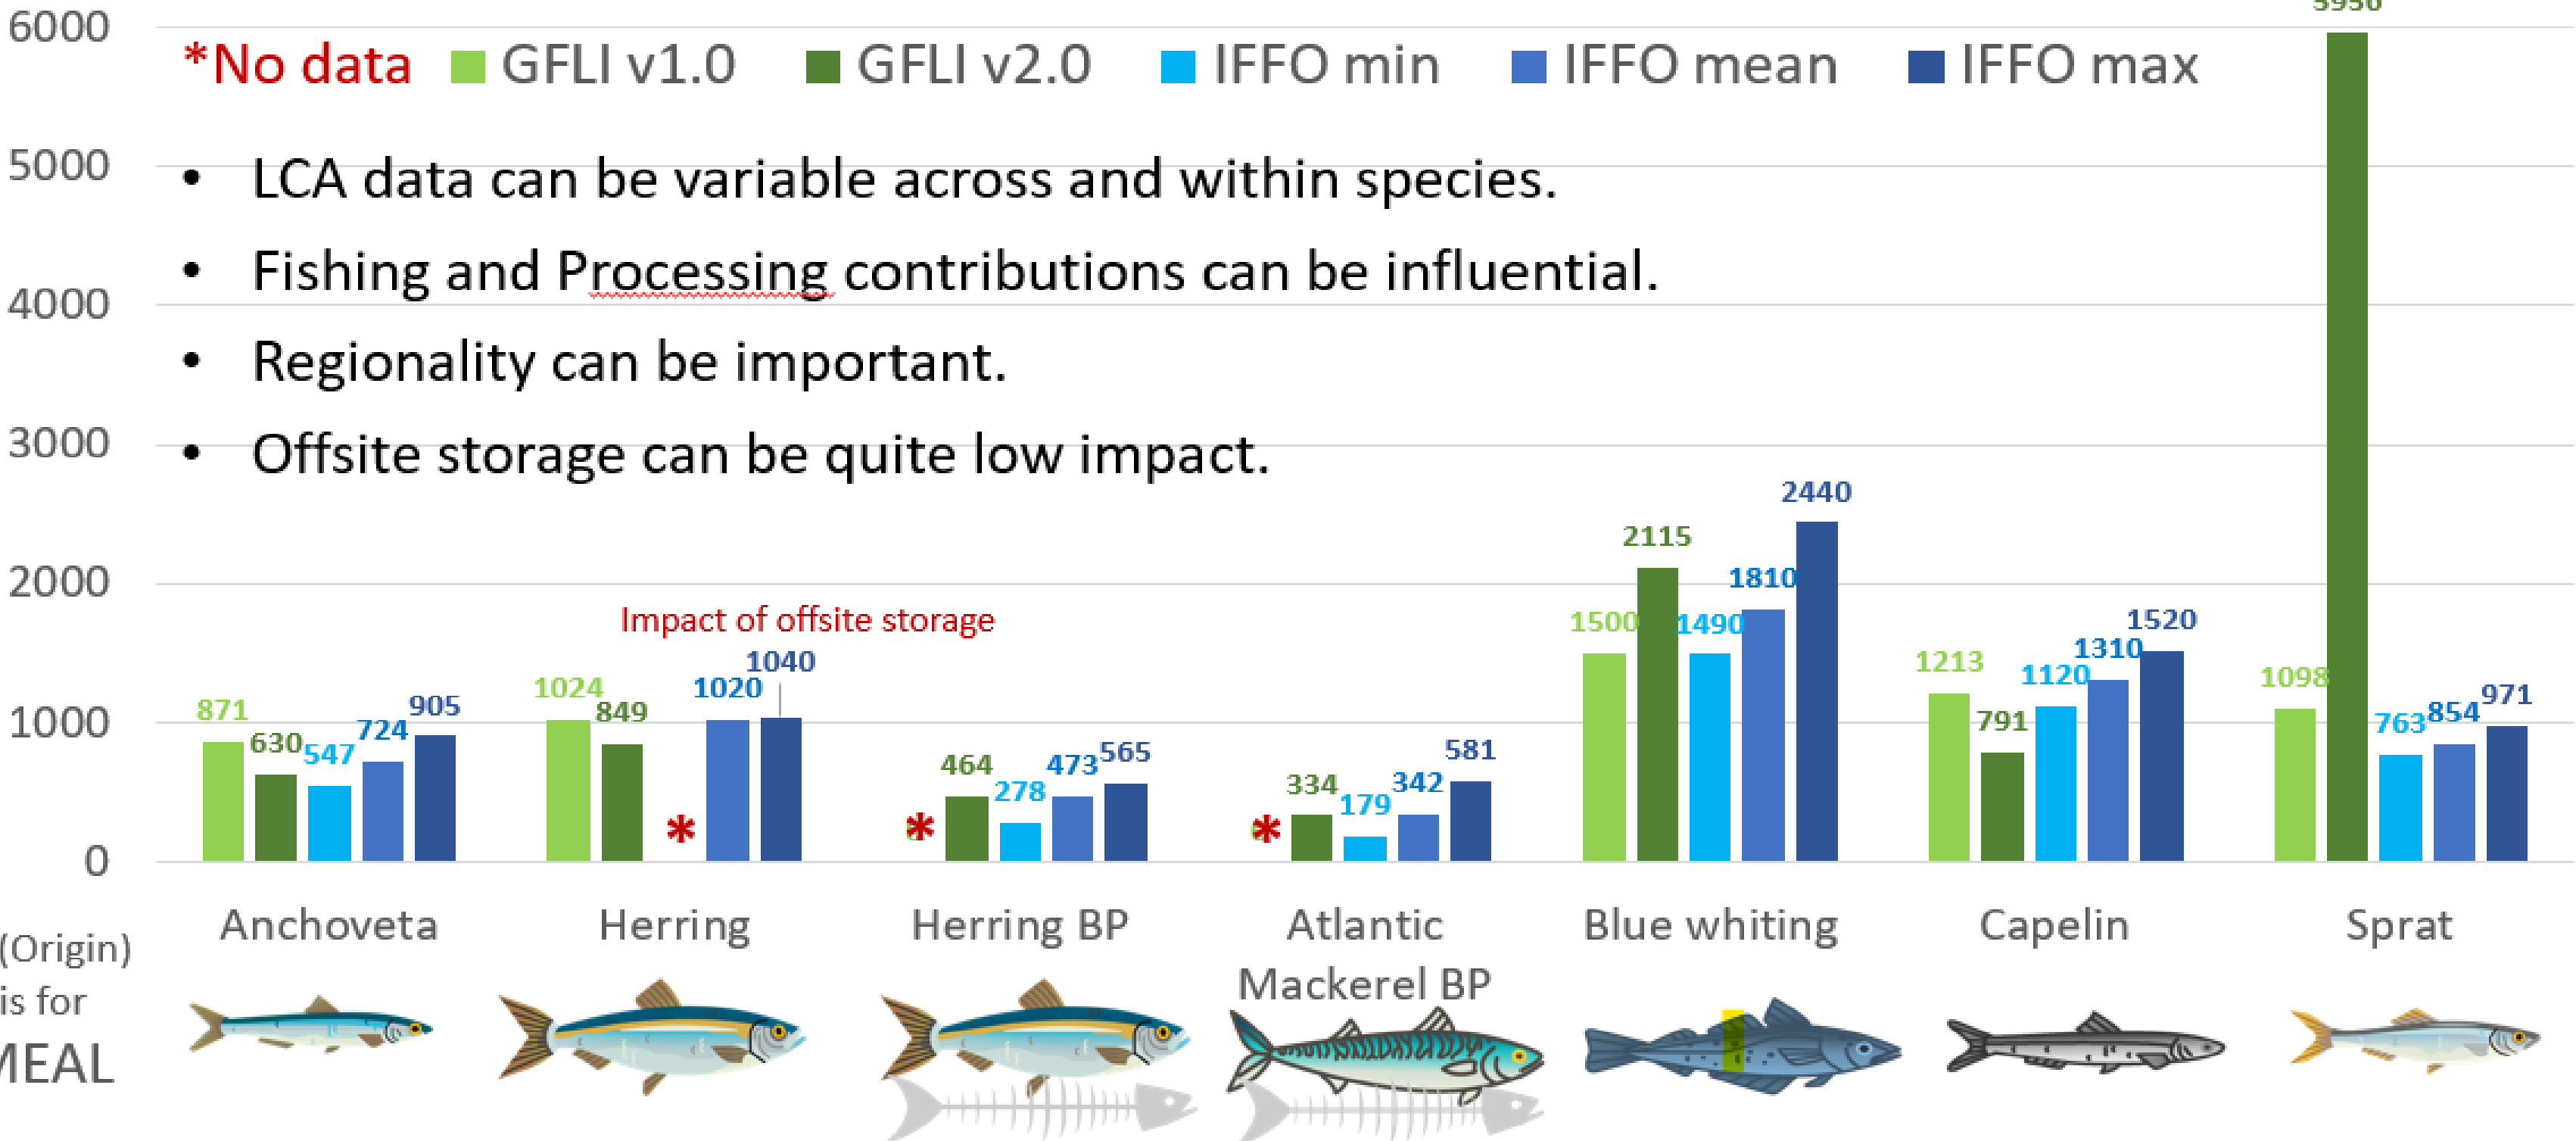 6000
5000
4000
3000
2000
1000
0
*No data GFLI v1.0 GFLI v2.0 IFFO min IFFO mean IFFO max
• LCA data can be variable across and within species.
• Fishing and Processing contributions can be influential.
• Regionality can be important.
• Offsite storage can be quite low impact.
Impact of offsite storage
871 630 547 724 905
1024 849 * 1020 1040
* 464 278 473 565
* 334 179 342 581
1500 2115 1490 1810 2440
1213 791 1120 1310 1520
1098 763 854 971
Anchoveta Herring Herring BP Atlantic Mackerel BP Blue whiting Capelin Sprat
(Origin)
is for
MEAL